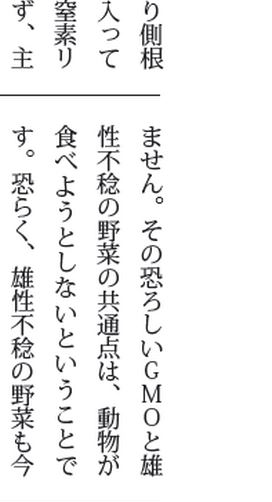 り側根
入って
窒素リ
ず、主
ません。その恐ろしいGMOと雄
性不稔の野菜の共通点は、動物が
食べようとしないということで
す。恐らく、雄性不稔の野菜も今